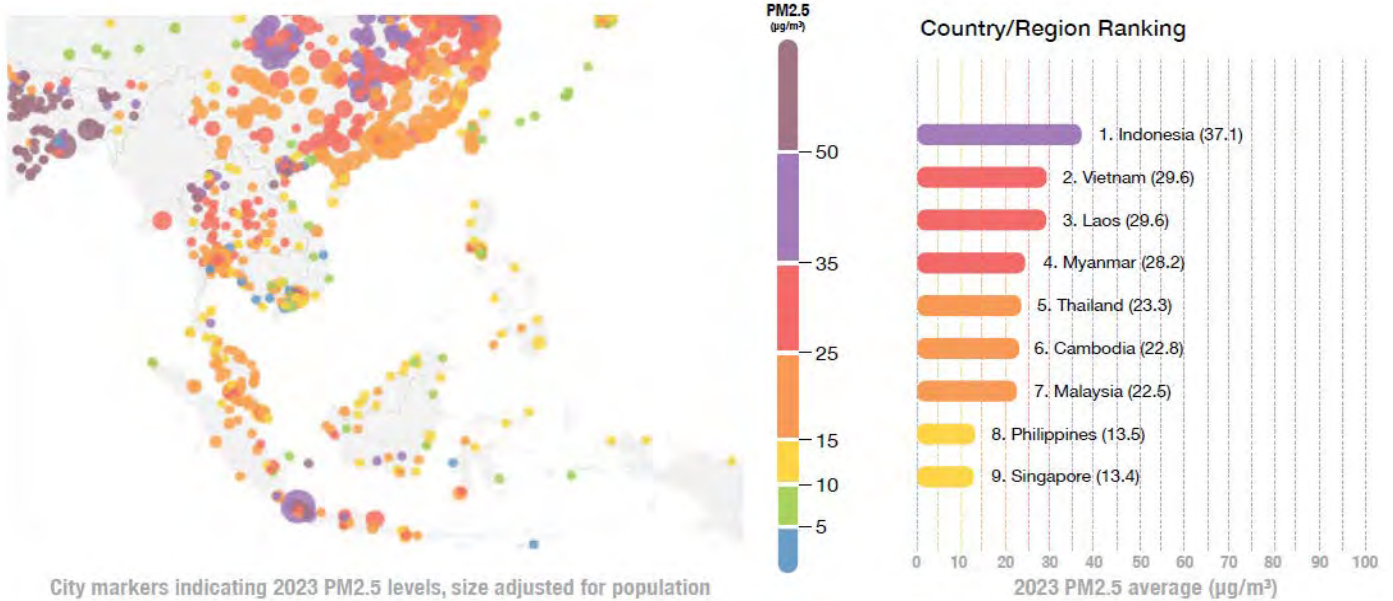 PM2.5
(µg/m³)
50
35
25
15
10
5
City markers indicating 2023 PM2.5 levels, size adjusted for population
Country/Region Ranking
1. Indonesia (37.1)
2. Vietnam (29.6)
3. Laos (29.6)
4. Myanmar (28.2)
5. Thailand (23.3)
6. Cambodia (22.8)
7. Malaysia (22.5)
8. Philippines (13.5)
9. Singapore (13.4)
0 10 20 30 40 50 60 70 80 90 100
2023 PM2.5 average (µg/m³)